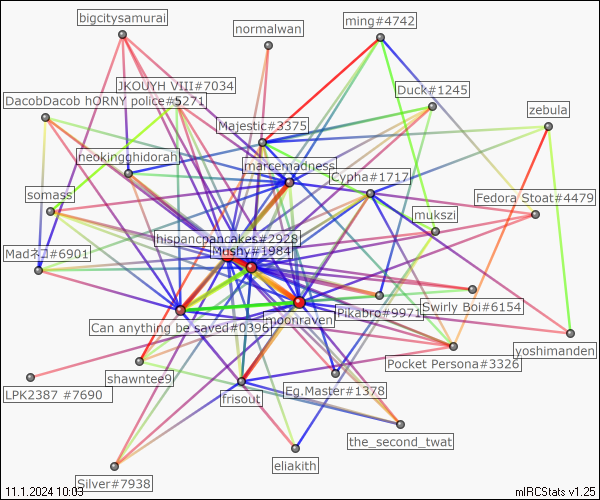 bigcitysamurai
normalwan
ming#4742
JKOUYH VIII#7034
Duck#1245
DacobDacob hORNY police#5271
zebula
Majestic#3375
neokingghidorah
marcemadness
Cypha#1717
somass
Fedora Stoat#4479
mukszi
hispancpancakes#2928
Madネコ#6901
Mushy#1984
Swirly Boi#6154
Pikabro#9971
moonraven
Can anything be saved#0396
yoshimanden
Pocket Persona#3326
shawntee9
LPK2387 #7690
Eg.Master#1378
frisout
the_second_twat
eliakith
Silver#7938
11.1.2024 10:03
mIRCStats v1.25